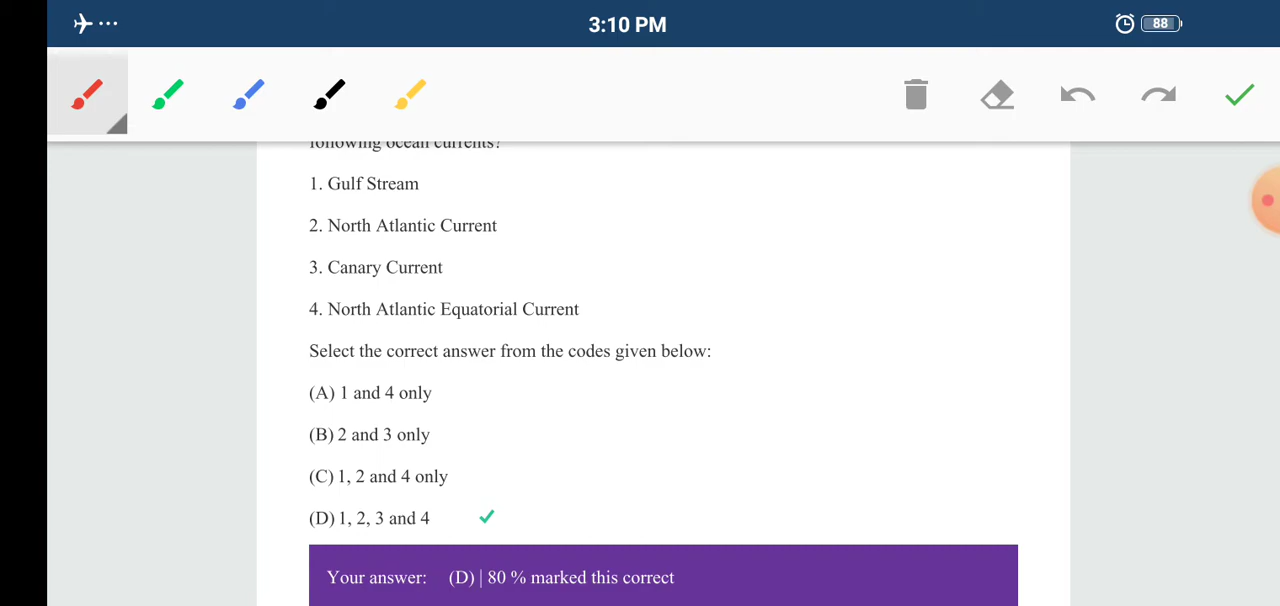 3:10 PM
88
following ocean currents?
1. Gulf Stream
2. North Atlantic Current
3. Canary Current
4. North Atlantic Equatorial Current
Select the correct answer from the codes given below:
(A) 1 and 4 only
(B) 2 and 3 only
(C) 1, 2 and 4 only
(D) 1, 2, 3 and 4
Your answer: (D) | 80 % marked this correct